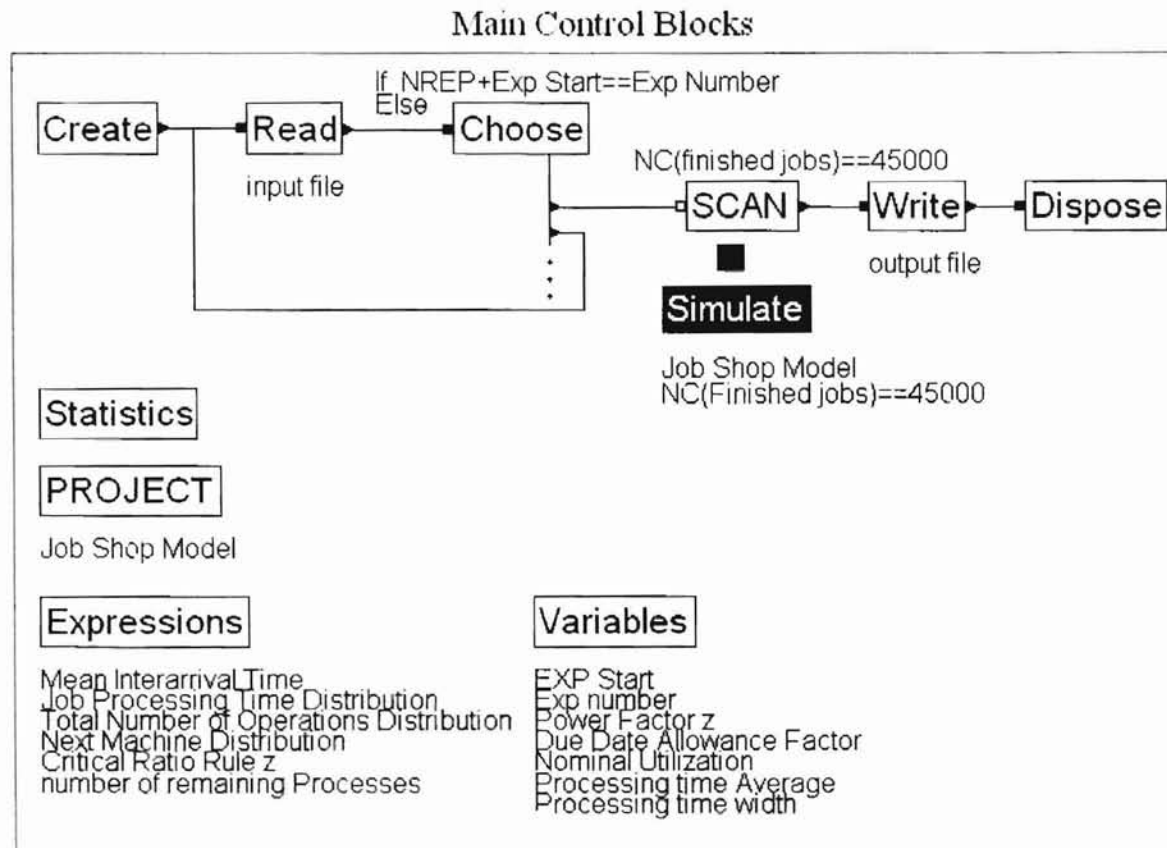 Main Control Blocks
If NREP+Exp Start==Exp Number
Else
Create
Read
Choose
input file
NC(finished jobs)==45000
SCAN
Write
Dispose
output file
Simulate
Job Shop Model
NC(Finished jobs)==45000
Statistics
PROJECT
Job Shop Model
Expressions
Mean Interarrival Time
Job Processing Time Distribution
Total Number of Operations Distribution
Next Machine Distribution
Critical Ratio Rule z
number of remaining Processes
Variables
EXP Start
Exp number
Power Factor z
Due Date Allowance Factor
Nominal Utilization
Processing time Average
Processing time width